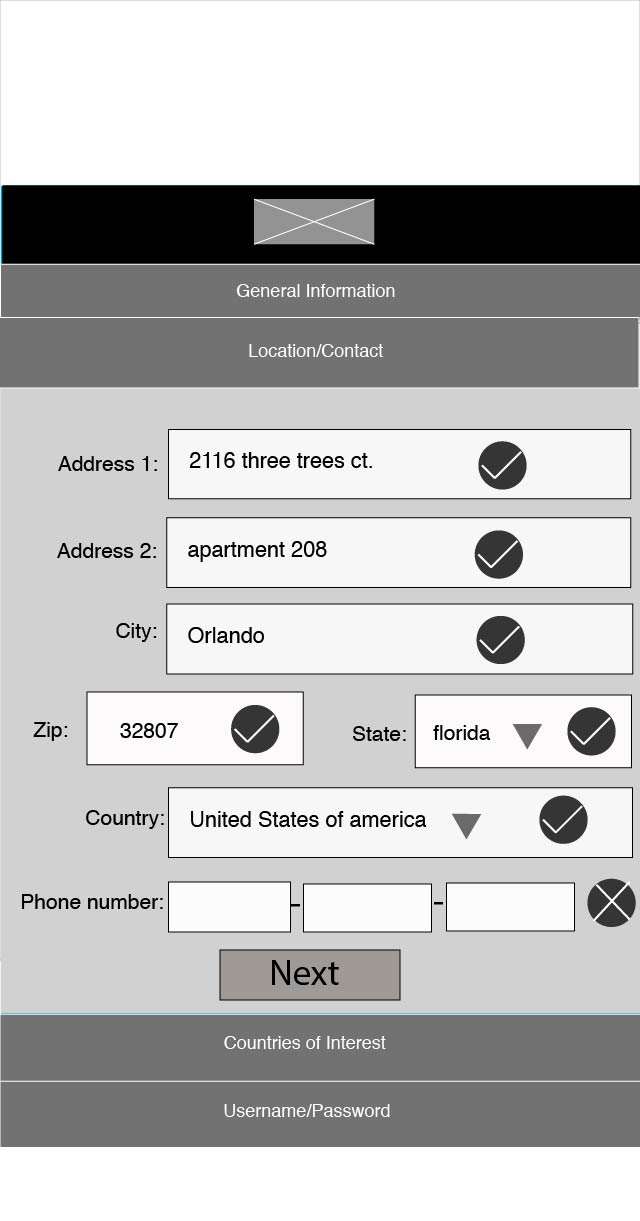 General Information
Location/Contact
Address 1: 2116 three trees ct.
Address 2: apartment 208
City: Orlando
Zip: 32807 State: florida
Country: United States of america
Phone number: - -
Next
Countries of Interest
Username/Password